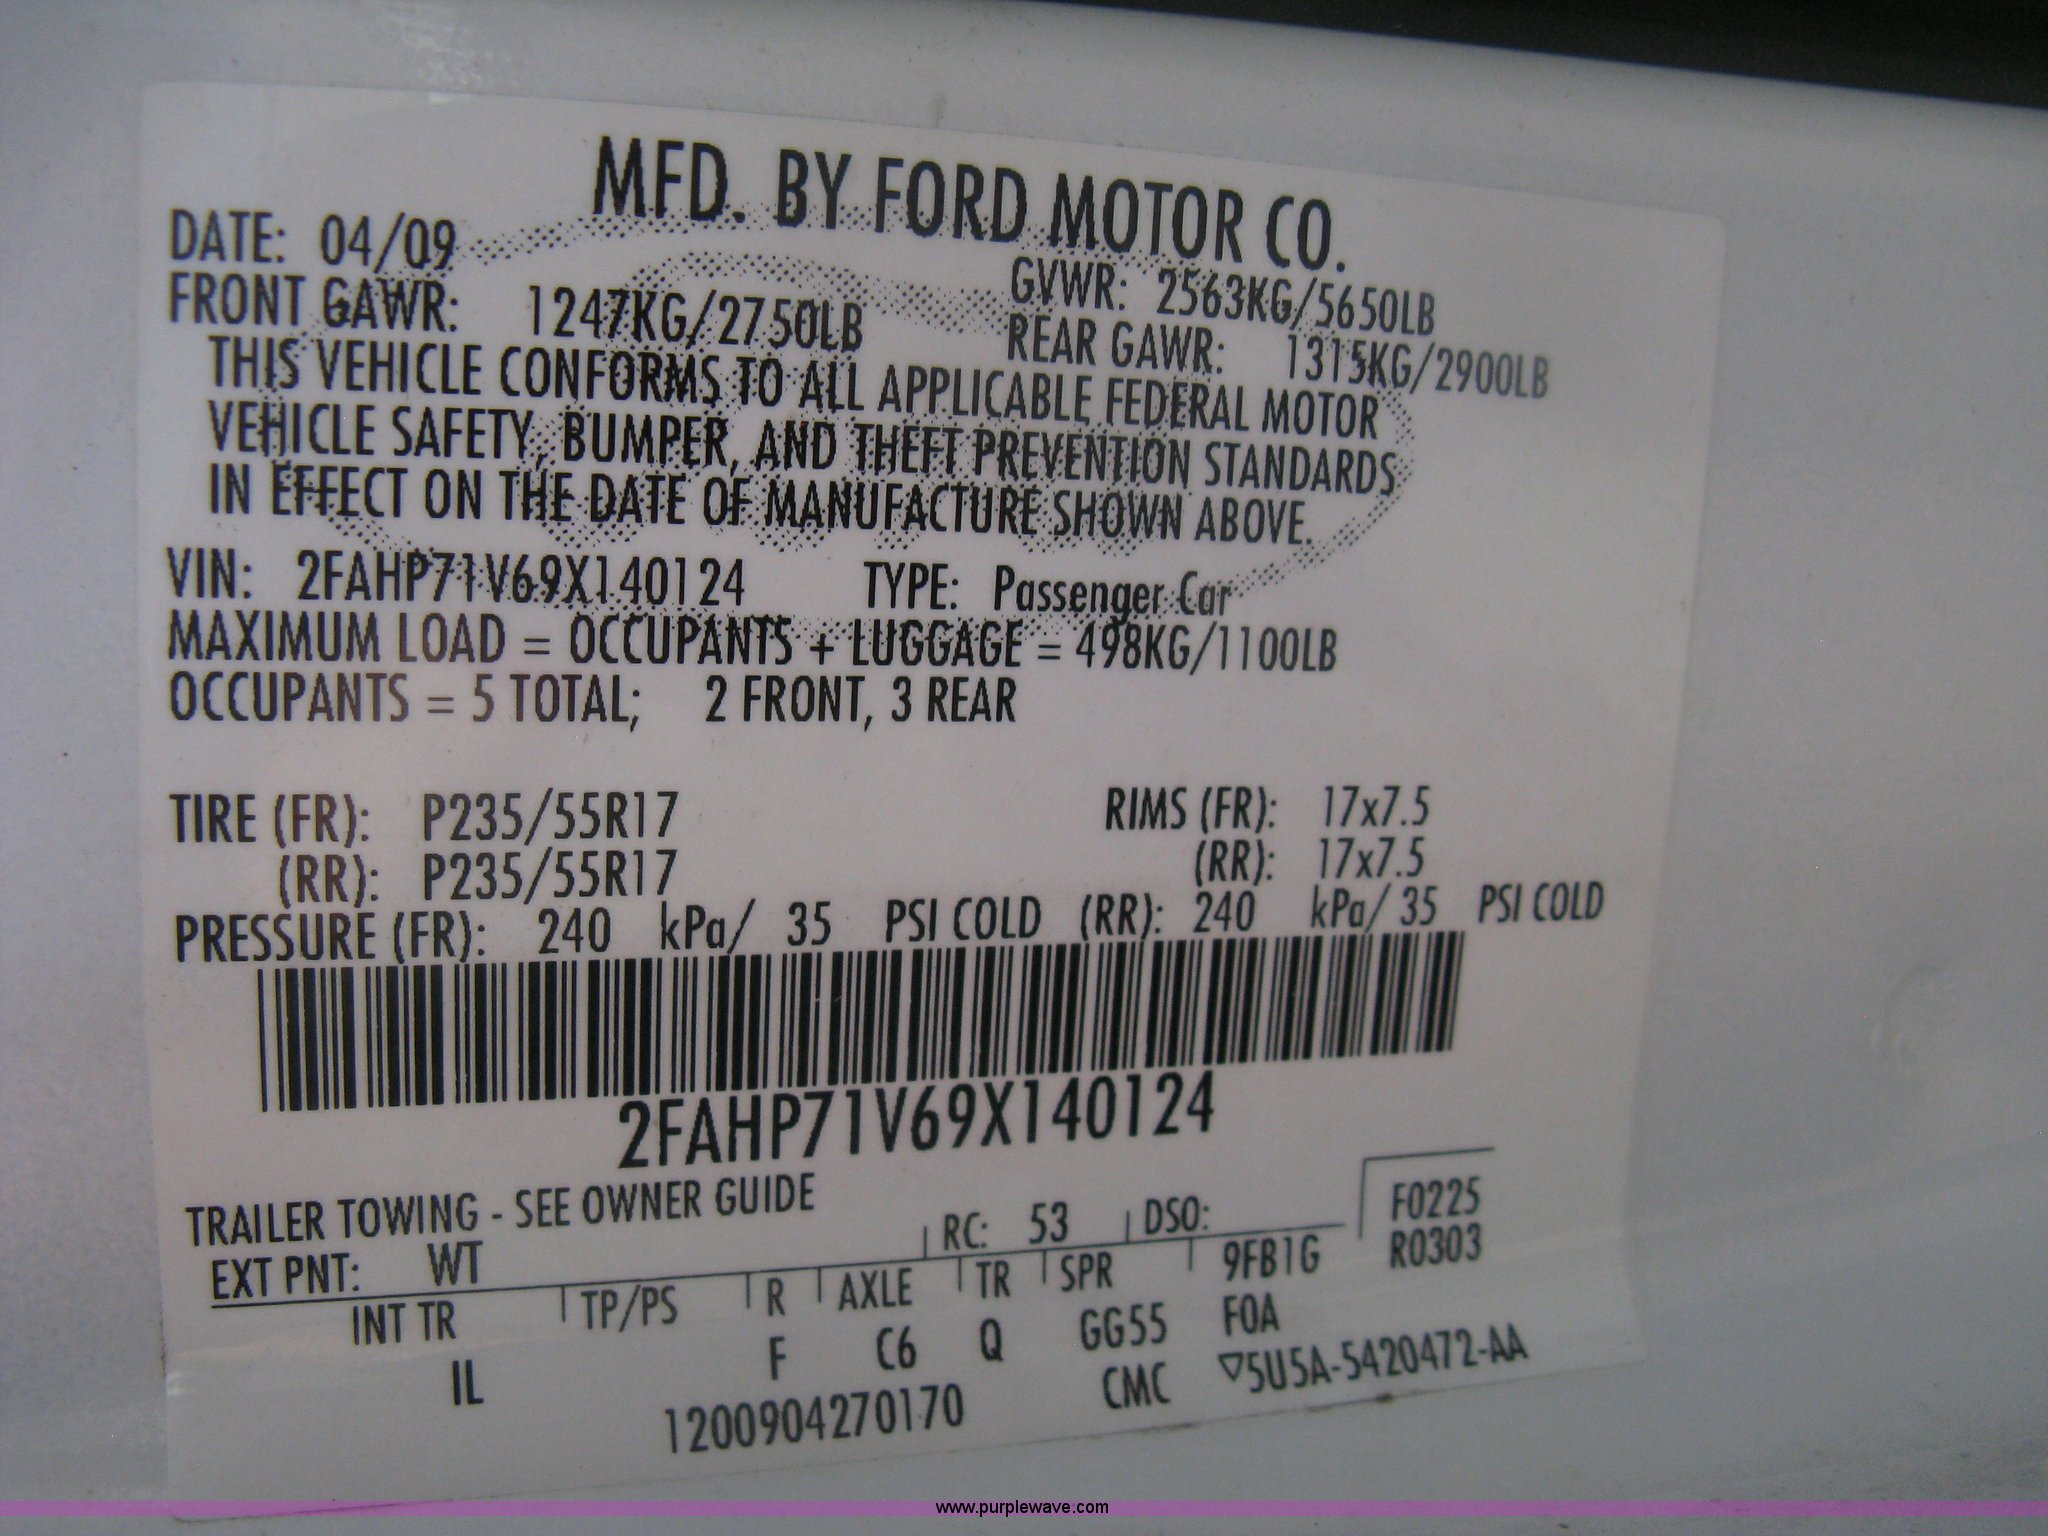 MFD. BY FORD MOTOR CO.
DATE: 04/09
GVWR: 2563KG/5650LB
FRONT GAWR: 1247KG/2750LB
REAR GAWR: 1315KG/2900LB
THIS VEHICLE CONFORMS TO ALL APPLICABLE FEDERAL MOTOR
VEHICLE SAFETY, BUMPER, AND THEFT PREVENTION STANDARDS
IN EFFECT ON THE DATE OF MANUFACTURE SHOWN ABOVE.
VIN: 2FAHP71V69X140124 TYPE: Passenger Car
MAXIMUM LOAD = OCCUPANTS + LUGGAGE = 498KG/1100LB
OCCUPANTS = 5 TOTAL; 2 FRONT, 3 REAR
TIRE (FR): P235/55R17 RIMS (FR): 17x7.5
(RR): P235/55R17 (RR): 17x7.5
PRESSURE (FR): 240 kPa/ 35 PSI COLD (RR): 240 kPa/ 35 PSI COLD
2FAHP71V69X140124
TRAILER TOWING - SEE OWNER GUIDE
F0225
EXT PNT: WT RC: 53 DSO:
R0303
INT TR TP/PS R AXLE TR SPR 9FB1G
IL F C6 Q GG55 F0A
1200904270170 CMC ▽5U5A-5420472-AA
www.purplewave.com